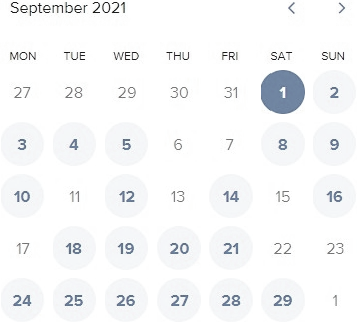 September 2021
MON TUE WED THU FRI SAT SUN
27 28 29 30 31 1 2
3 4 5 6 7 8 9
10 11 12 13 14 15 16
17 18 19 20 21 22 23
24 25 26 27 28 29 1